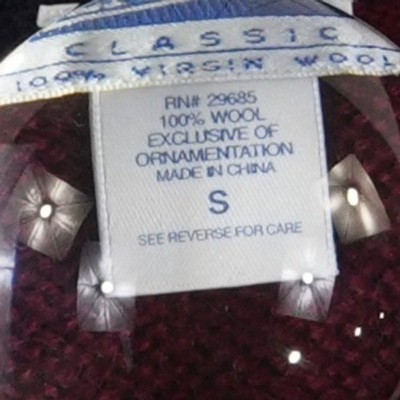 CLASSIC
100% VIRGIN WOOL
RN# 29685
100% WOOL
EXCLUSIVE OF
ORNAMENTATION
MADE IN CHINA
S
SEE REVERSE FOR CARE